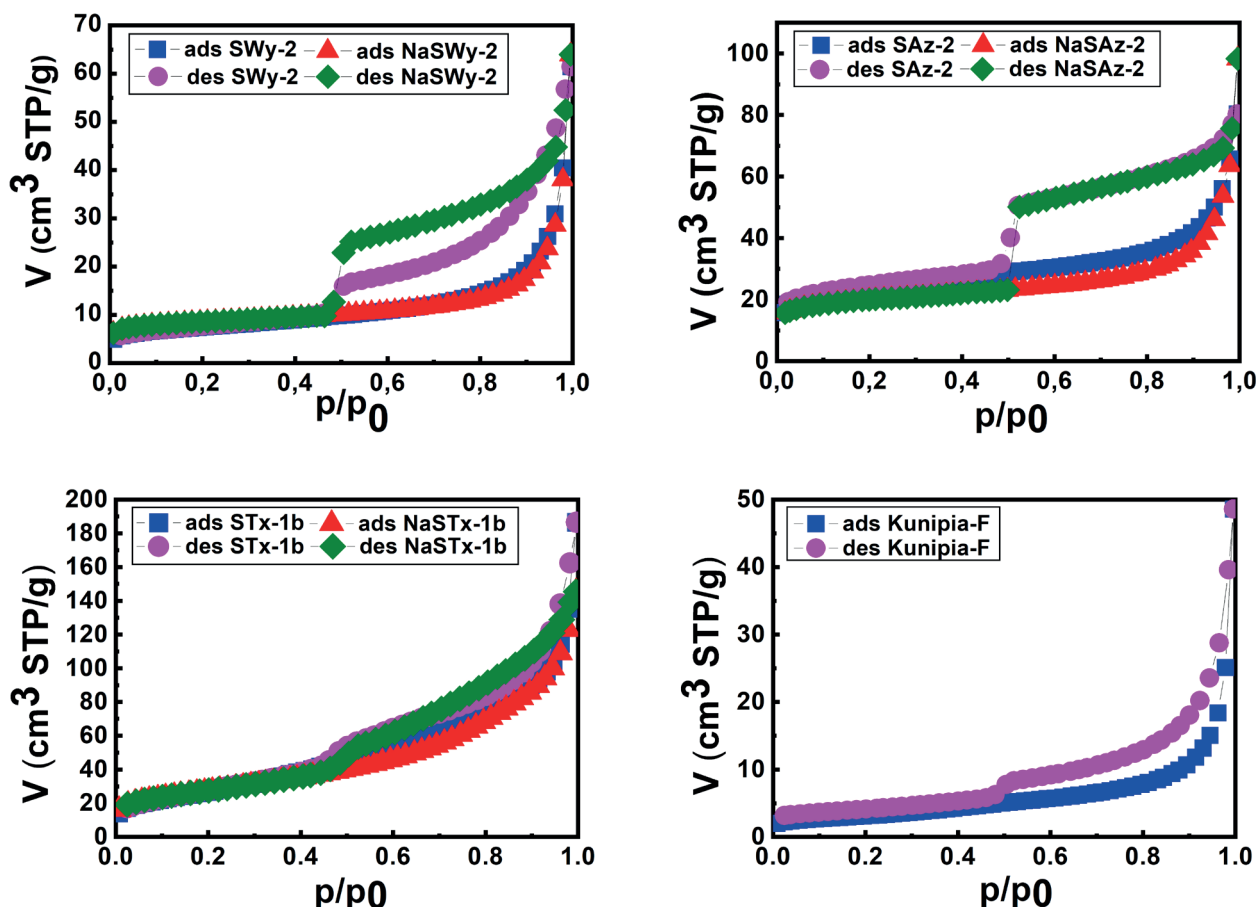 ads SWy-2 ads NaSWy-2
des SWy-2 des NaSWy-2
V (cm3 STP/g)
70
60
50
40
30
20
10
0
0,0 0,2 0,4 0,6 0,8 1,0
p/p0
ads SAz-2 ads NaSAz-2
des SAz-2 des NaSAz-2
V (cm3 STP/g)
100
80
60
40
20
0
0,0 0,2 0,4 0,6 0,8 1,0
p/p0
ads STx-1b ads NaSTx-1b
des STx-1b des NaSTx-1b
V (cm3 STP/g)
200
180
160
140
120
100
80
60
40
20
0
0.0 0.2 0.4 0.6 0.8 1.0
p/p0
ads Kunipia-F
des Kunipia-F
V (cm3 STP/g)
50
40
30
20
10
0
0.0 0.2 0.4 0.6 0.8 1.0
p/p0